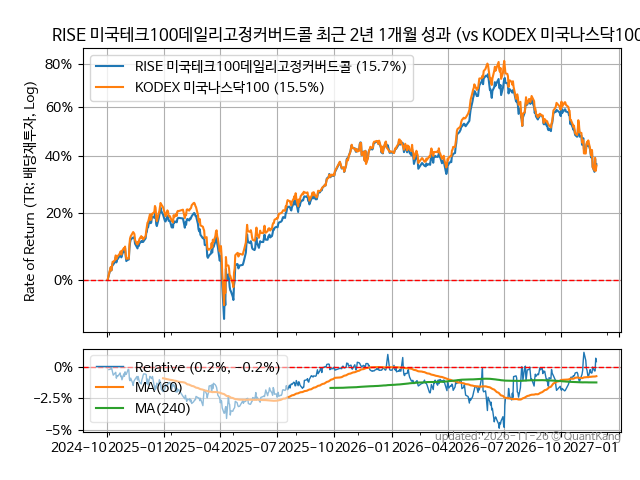 RISE 미국테크100데일리고정커버드콜 최근 2년 1개월 성과 (vs KODEX 미국나스닥100
80%
60%
40%
20%
0%
Rate of Return (TR: 배당재투자, Log)
RISE 미국테크100데일리고정커버드콜 (15.7%)
KODEX 미국나스닥100 (15.5%)
0%
−2.5%
−5%
Relative (0.2%, −0.2%)
MA(60)
MA(240)
2024-10 2025-01 2025-04 2025-07 2025-10 2026-01 2026-04 2026-07 2026-10 2027-01
updated: 2026-11-26 © QuantKang